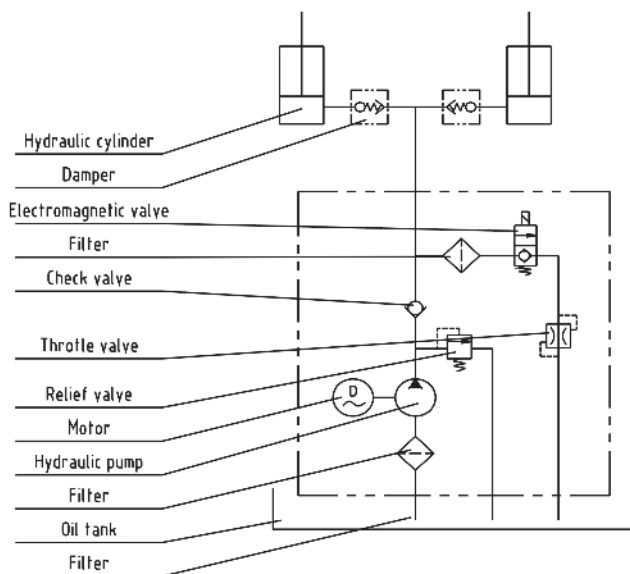 Hydraulic cylinder
Damper
Electromagnetic valve
Filter
Check valve
Throtle valve
Relief valve
Motor
D
Hydraulic pump
Filter
Oil tank
Filter